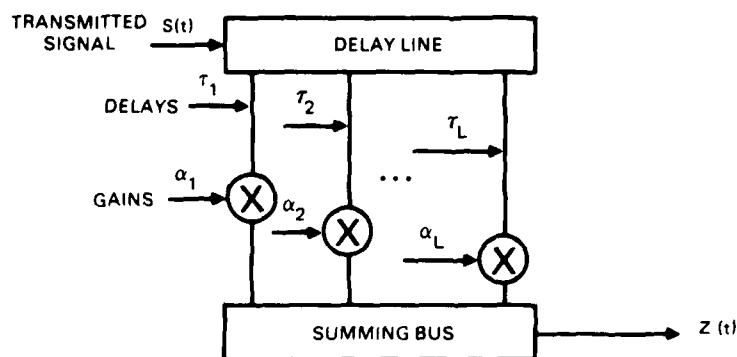 TRANSMITTED
SIGNAL
S(t)
DELAY LINE
DELAYS
τ1
τ2
τL
...
GAINS
α1
X
α2
X
αL
X
SUMMING BUS
Z (t)